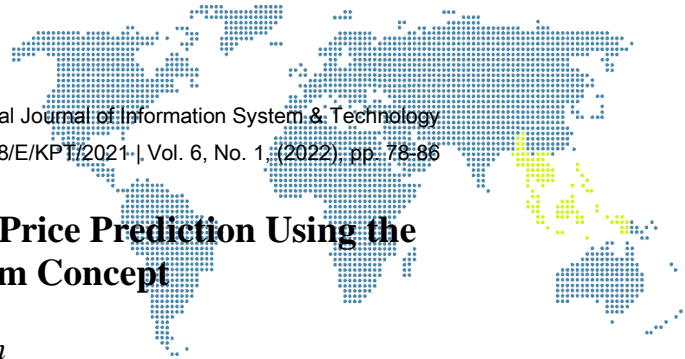 al Journal of Information System & Technology
8/E/KPT/2021 | Vol. 6, No. 1, (2022), pp. 78-86
Price Prediction Using the
m Concept
n